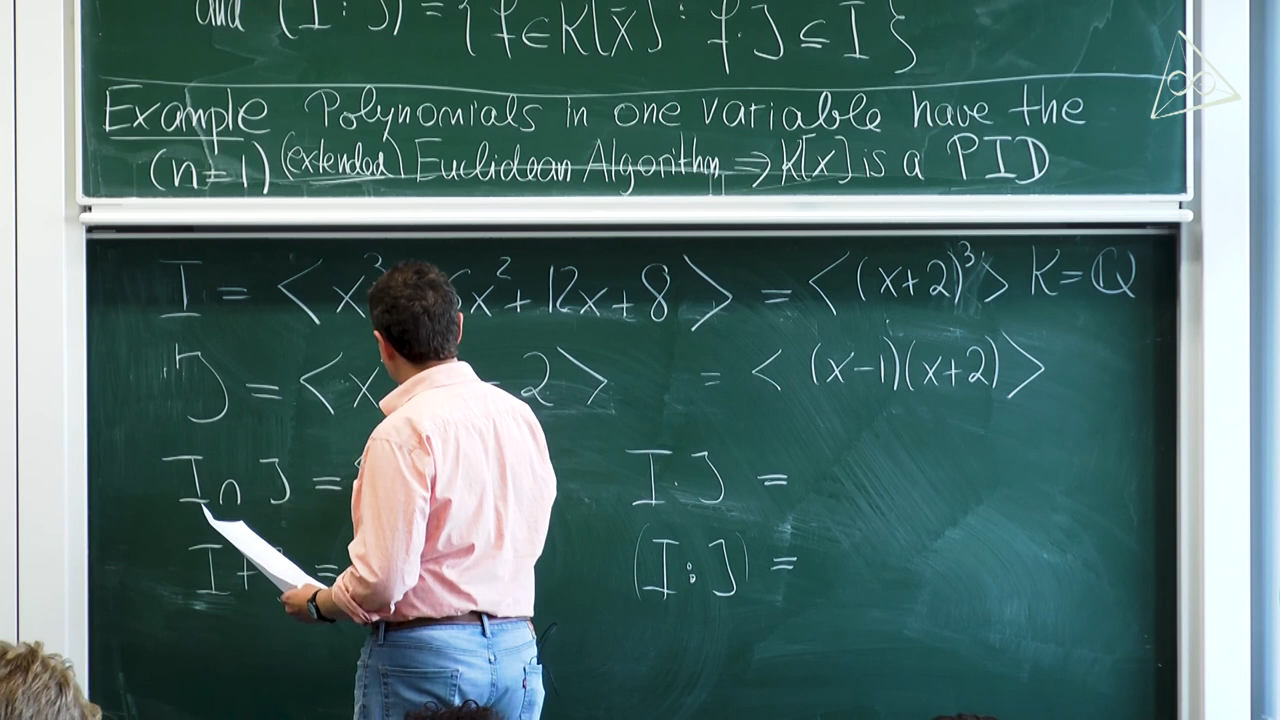 and (I : J) = { f ∈ K[x] : f·J ⊆ I }
Example Polynomials in one variable have the
(n=1) (extended) Euclidean Algorithm ⇒ K[x] is a PID
I = < x³ 6x² + 12x + 8 > = < (x+2)³ > K = ℚ
J = < x - 2 > = < (x-1)(x+2) >
I ∩ J = I·J =
I + = (I : J) =